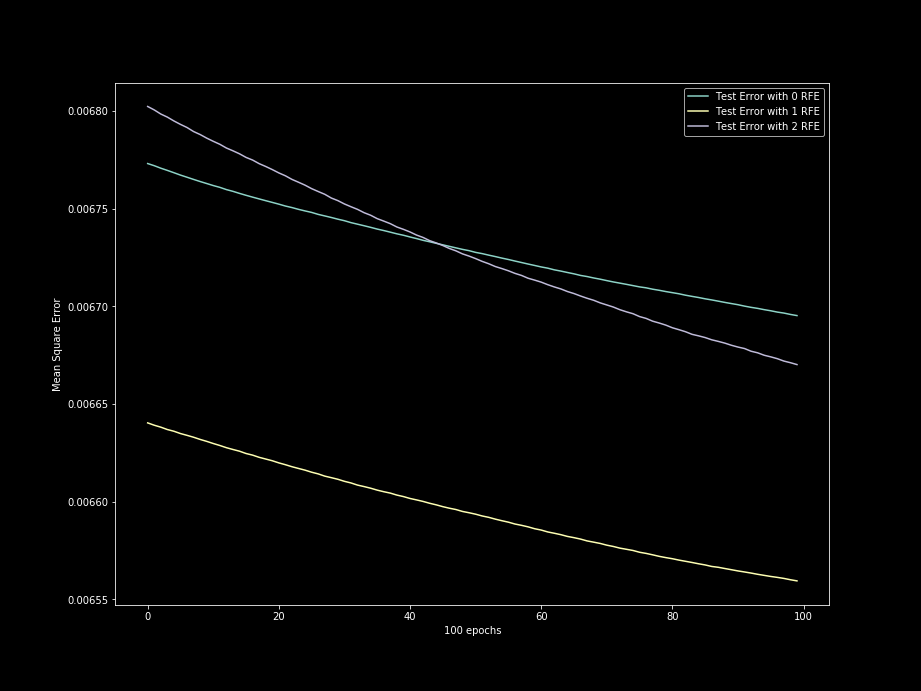 Test Error with 0 RFE
Test Error with 1 RFE
Test Error with 2 RFE
0.00680
0.00675
0.00670
0.00665
0.00660
0.00655
Mean Square Error
0 20 40 60 80 100
100 epochs